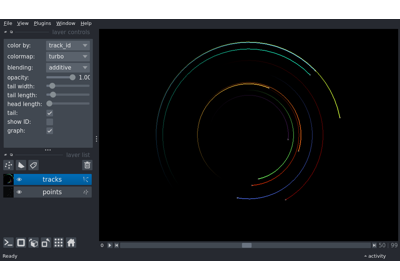 File View Plugins Window Help
layer controls
color by: track_id
colormap: turbo
blending: additive
opacity: 1.00
tail width:
tail length:
head length:
tail:
show ID:
graph:
layer list
tracks
points
0 50 99
Ready activity